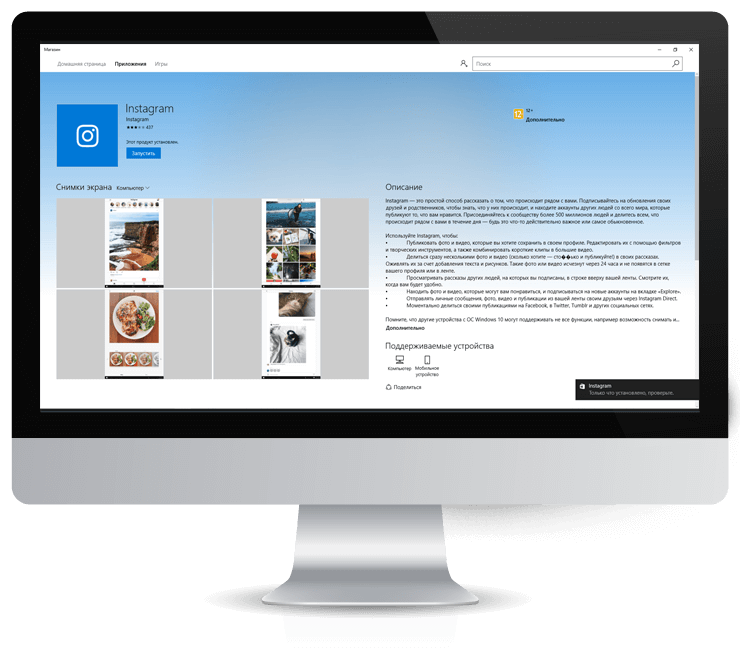 Магазин
Домашняя страница Приложения Игры
Поиск
Instagram
Instagram
437
Этот продукт установлен.
Запустить
12
12+
Дополнительно
Снимки экрана Компьютер
Описание
Instagram — это простой способ рассказать о том, что происходит рядом с вами. Подписывайтесь на обновления своих
друзей и родственников, чтобы знать, что у них происходит, и находите аккаунты других людей со всего мира, которые
публикуют то, что вам нравится. Присоединяйтесь к сообществу более 500 миллионов людей и делитесь всем, что
происходит рядом с вами в течение дня — будь это что-то действительно важное или самое обыкновенное.
Используйте Instagram, чтобы:
• Публиковать фото и видео, которые вы хотите сохранить в своем профиле. Редактировать их с помощью фильтров
и творческих инструментов, а также комбинировать короткие клипы в большие видео.
• Делиться сразу несколькими фото и видео (сколько хотите — сто��ько и публикуйте!) в своих рассказах.
Оживлять их за счет добавления текста и рисунков. Такие фото или видео исчезнут через 24 часа и не появятся в сетке
вашего профиля или в ленте.
• Просматривать рассказы других людей, на которых вы подписаны, в строке вверху вашей ленты. Смотрите их,
когда вам будет удобно.
• Находить фото и видео, которые могут вам понравиться, и подписываться на новые аккаунты на вкладке «Explore».
• Отправлять личные сообщения, фото, видео и публикации из вашей ленты своим друзьям через Instagram Direct.
• Моментально делиться своими публикациями на Facebook, в Twitter, Tumblr и других социальных сетях.
Помните, что другие устройства с ОС Windows 10 могут поддерживать не все функции, например возможность снимать и...
Дополнительно
Поддерживаемые устройства
Компьютер Мобильное
устройство
Поделиться
Instagram
Только что установлено, проверьте.